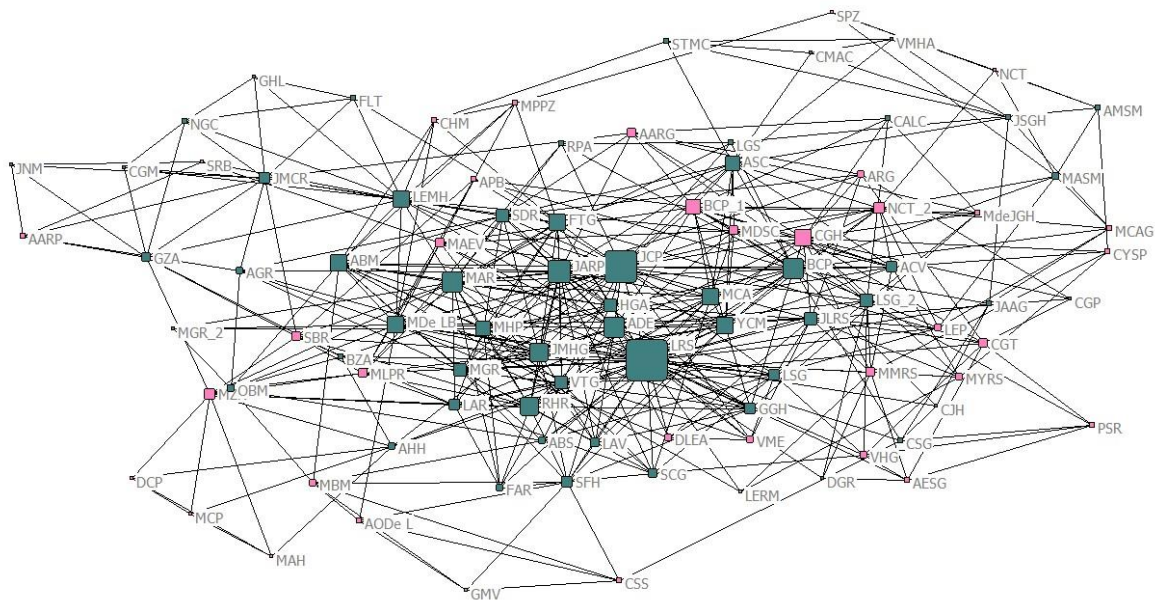 SPZ
STMC
VMHA
CMAC
NCT
GHL
FLT
MPPZ
AMSM
JSGH
NGC
CHM
AARG
CALC
RPA
LGS
JNM
CGM
SRB
JMCR
ASC
APB
ARG
MASM
LEMH
BCP_1
NCT_2
MdeJGH
SDR
FTG
MDSC
CGH
MCAG
AARP
MAEV
CYSP
GZA
ABM
AGR
JARP
JCP
BCP
ACV
MAR
MCA
LSG_2
CGP
HGA
JAAG
MGR_2
MDe LB
MHP
ADE
YCM
JLRS
LEP
SBR
CGT
BZA
JMHG
LRS
MLPR
MGR
VTG
LSG
MMRS
MYRS
OBM
LAR
RHR
GGH
CJH
PSR
AHH
ABS
LAV
DLEA
VME
CSG
VHG
DCP
MBM
FAR
SFH
SCG
LERM
DGR
AESG
MCP
AODe L
MAH
GMV
CSS